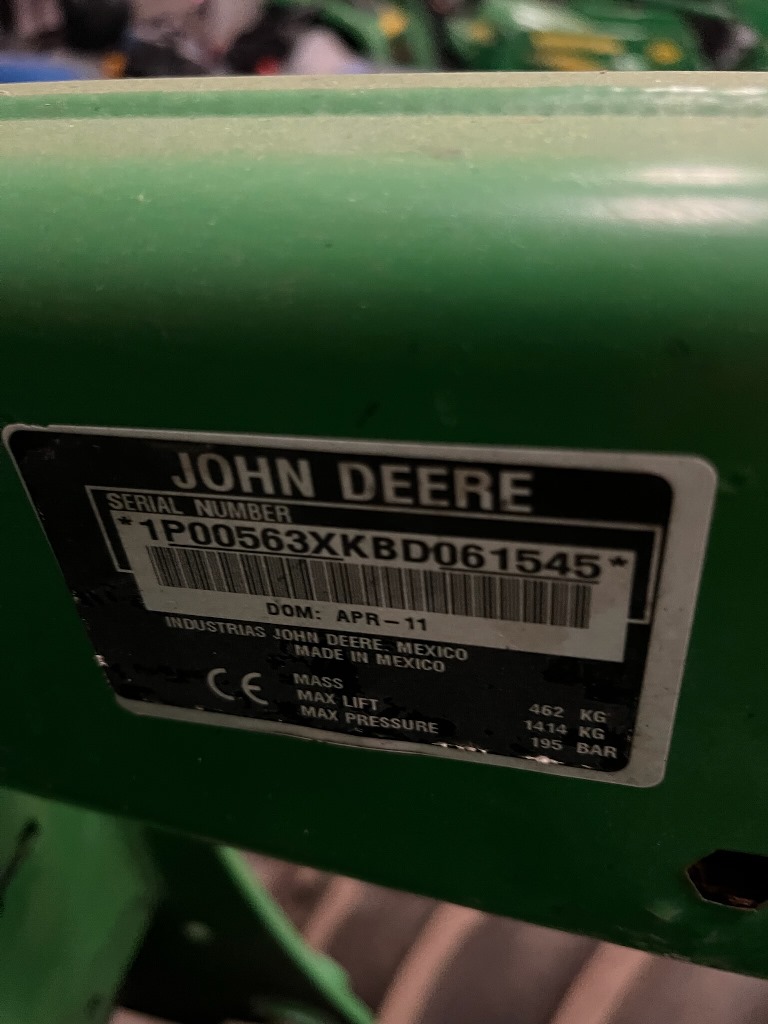 JOHN DEERE
SERIAL NUMBER
*1P00563XKBD061545*
DOM: APR-11
INDUSTRIAS JOHN DEERE. MEXICO
MADE IN MEXICO
CE
MASS 462 KG
MAX LIFT 1414 KG
MAX PRESSURE 195 BAR